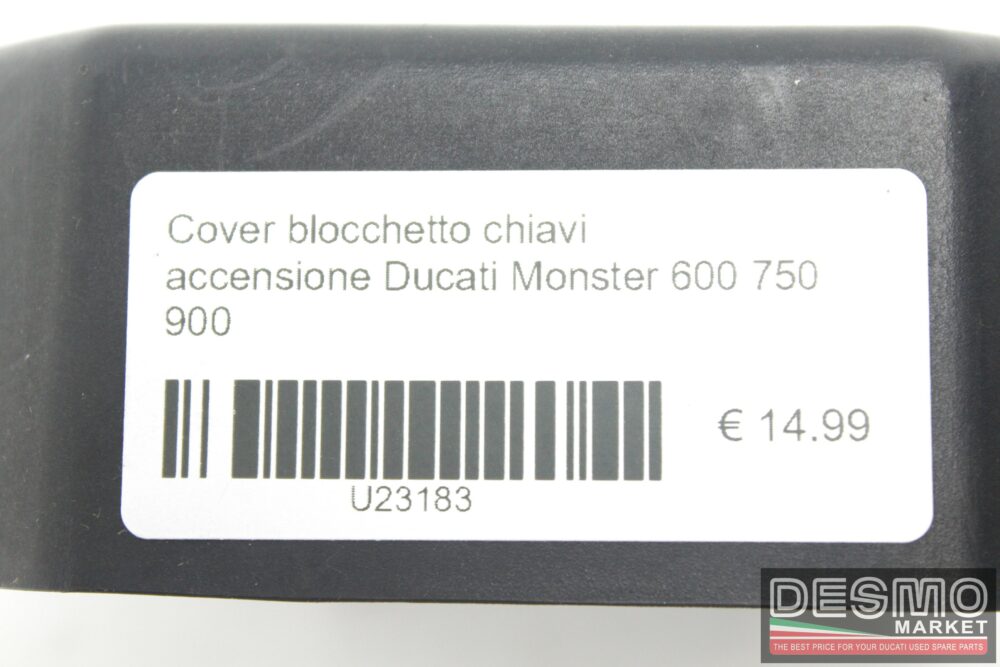 Cover blocchetto chiavi
accensione Ducati Monster 600 750
900
€ 14.99
U23183
DESMO
MARKET
THE BEST PRICE FOR YOUR DUCATI USED SPARE PARTS